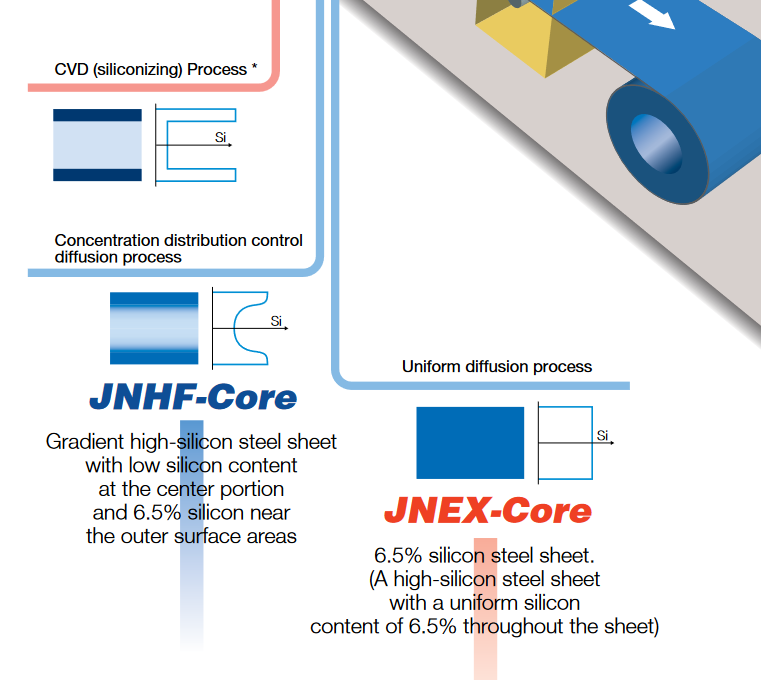 CVD (siliconizing) Process *
Si
Concentration distribution control
diffusion process
Si
JNHF-Core
Gradient high-silicon steel sheet
with low silicon content
at the center portion
and 6.5% silicon near
the outer surface areas
Uniform diffusion process
Si
JNEX-Core
6.5% silicon steel sheet.
(A high-silicon steel sheet
with a uniform silicon
content of 6.5% throughout the sheet)